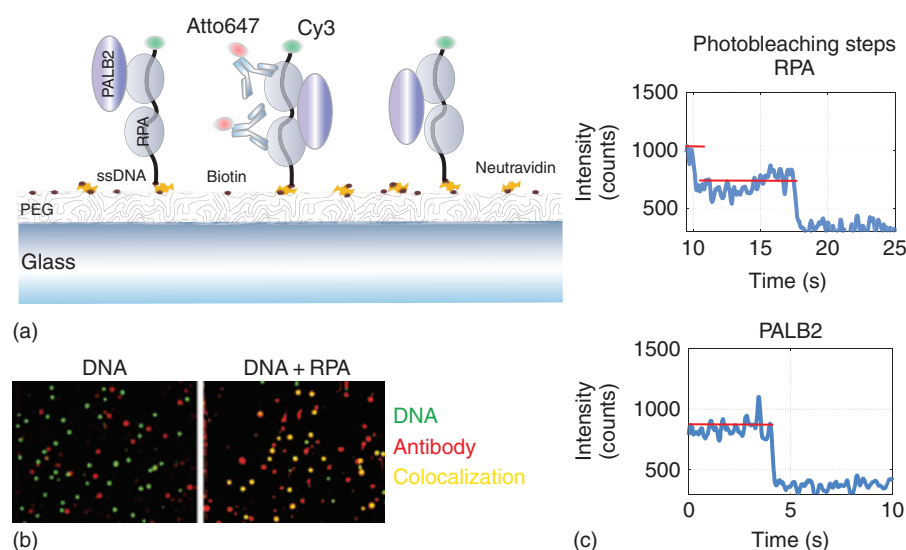 Atto647
Cy3
PALB2
RPA
ssDNA
Biotin
Neutravidin
PEG
Glass
(a)
DNA
DNA + RPA
DNA
Antibody
Colocalization
(b)
Photobleaching steps
RPA
1500
1000
500
Intensity
(counts)
10 15 20 25
Time (s)
PALB2
1500
1000
500
Intensity
(counts)
0 5 10
Time (s)
(c)